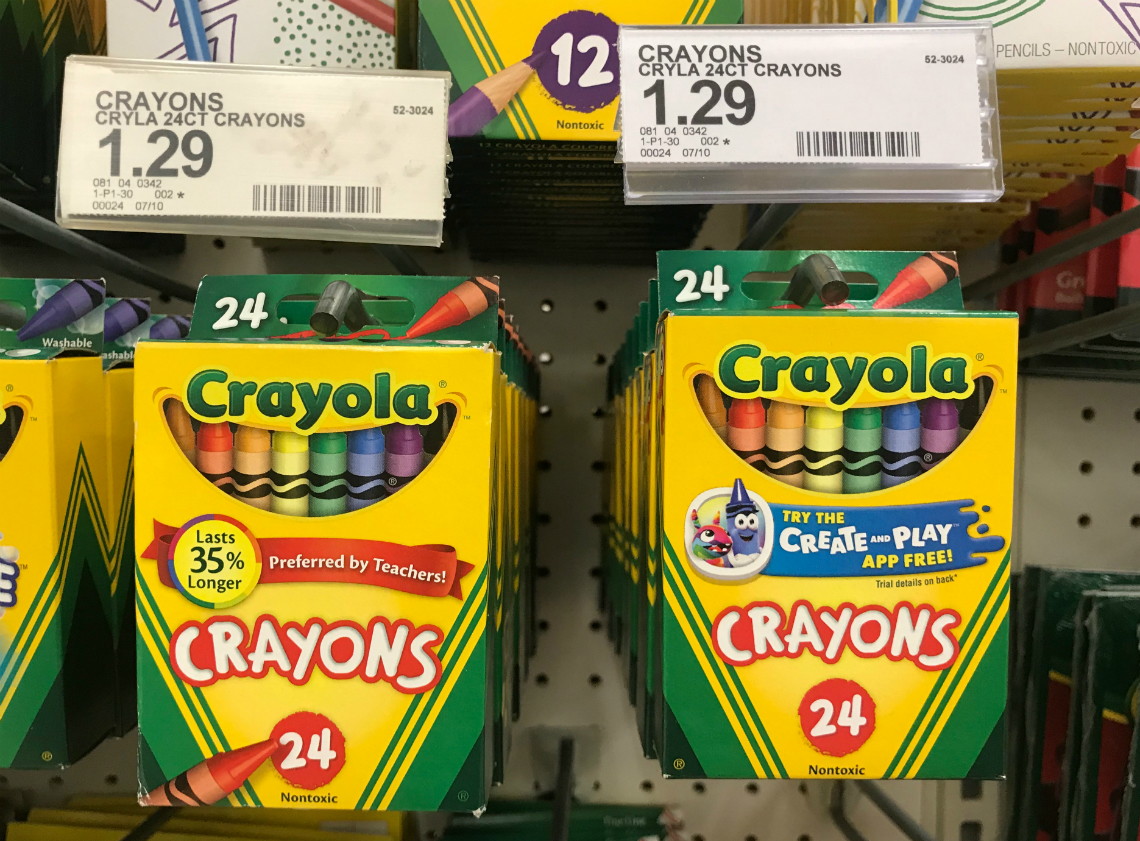 CRAYONS
CRYLA 24CT CRAYONS
52-3024
1.29
081 04 0342
1-P1-30 002 *
00024 07/10
12
Nontoxic
CRAYONS
CRYLA 24CT CRAYONS
52-3024
1.29
081 04 0342
1-P1-30 002 *
00024 07/10
PENCILS – NONTOXIC
Washable
24
Crayola®
™
®
Lasts
35%
Longer
Preferred by Teachers!
CRAYONS
24
Nontoxic
®
24
Crayola®
™
®
TRY THE
CREATE AND PLAY™
APP FREE!
Trial details on back*
CRAYONS
24
Nontoxic
®